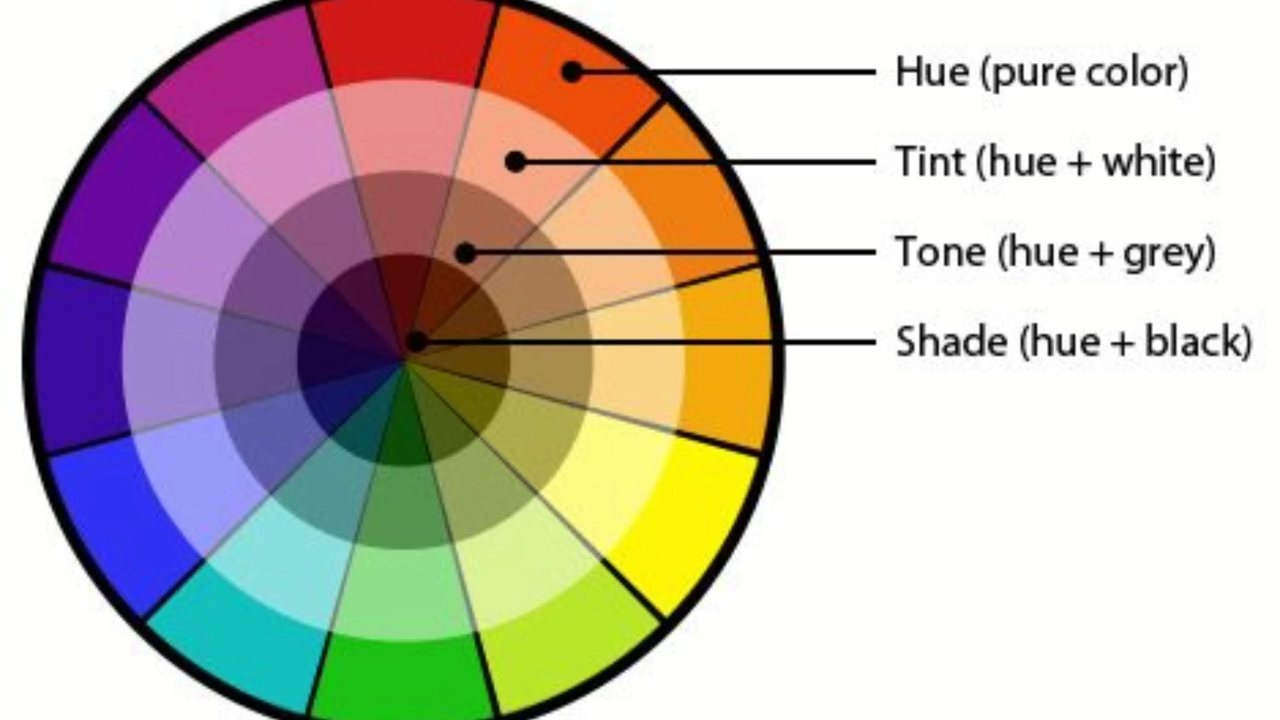 Hue (pure color)
Tint (hue + white)
Tone (hue + grey)
Shade (hue + black)